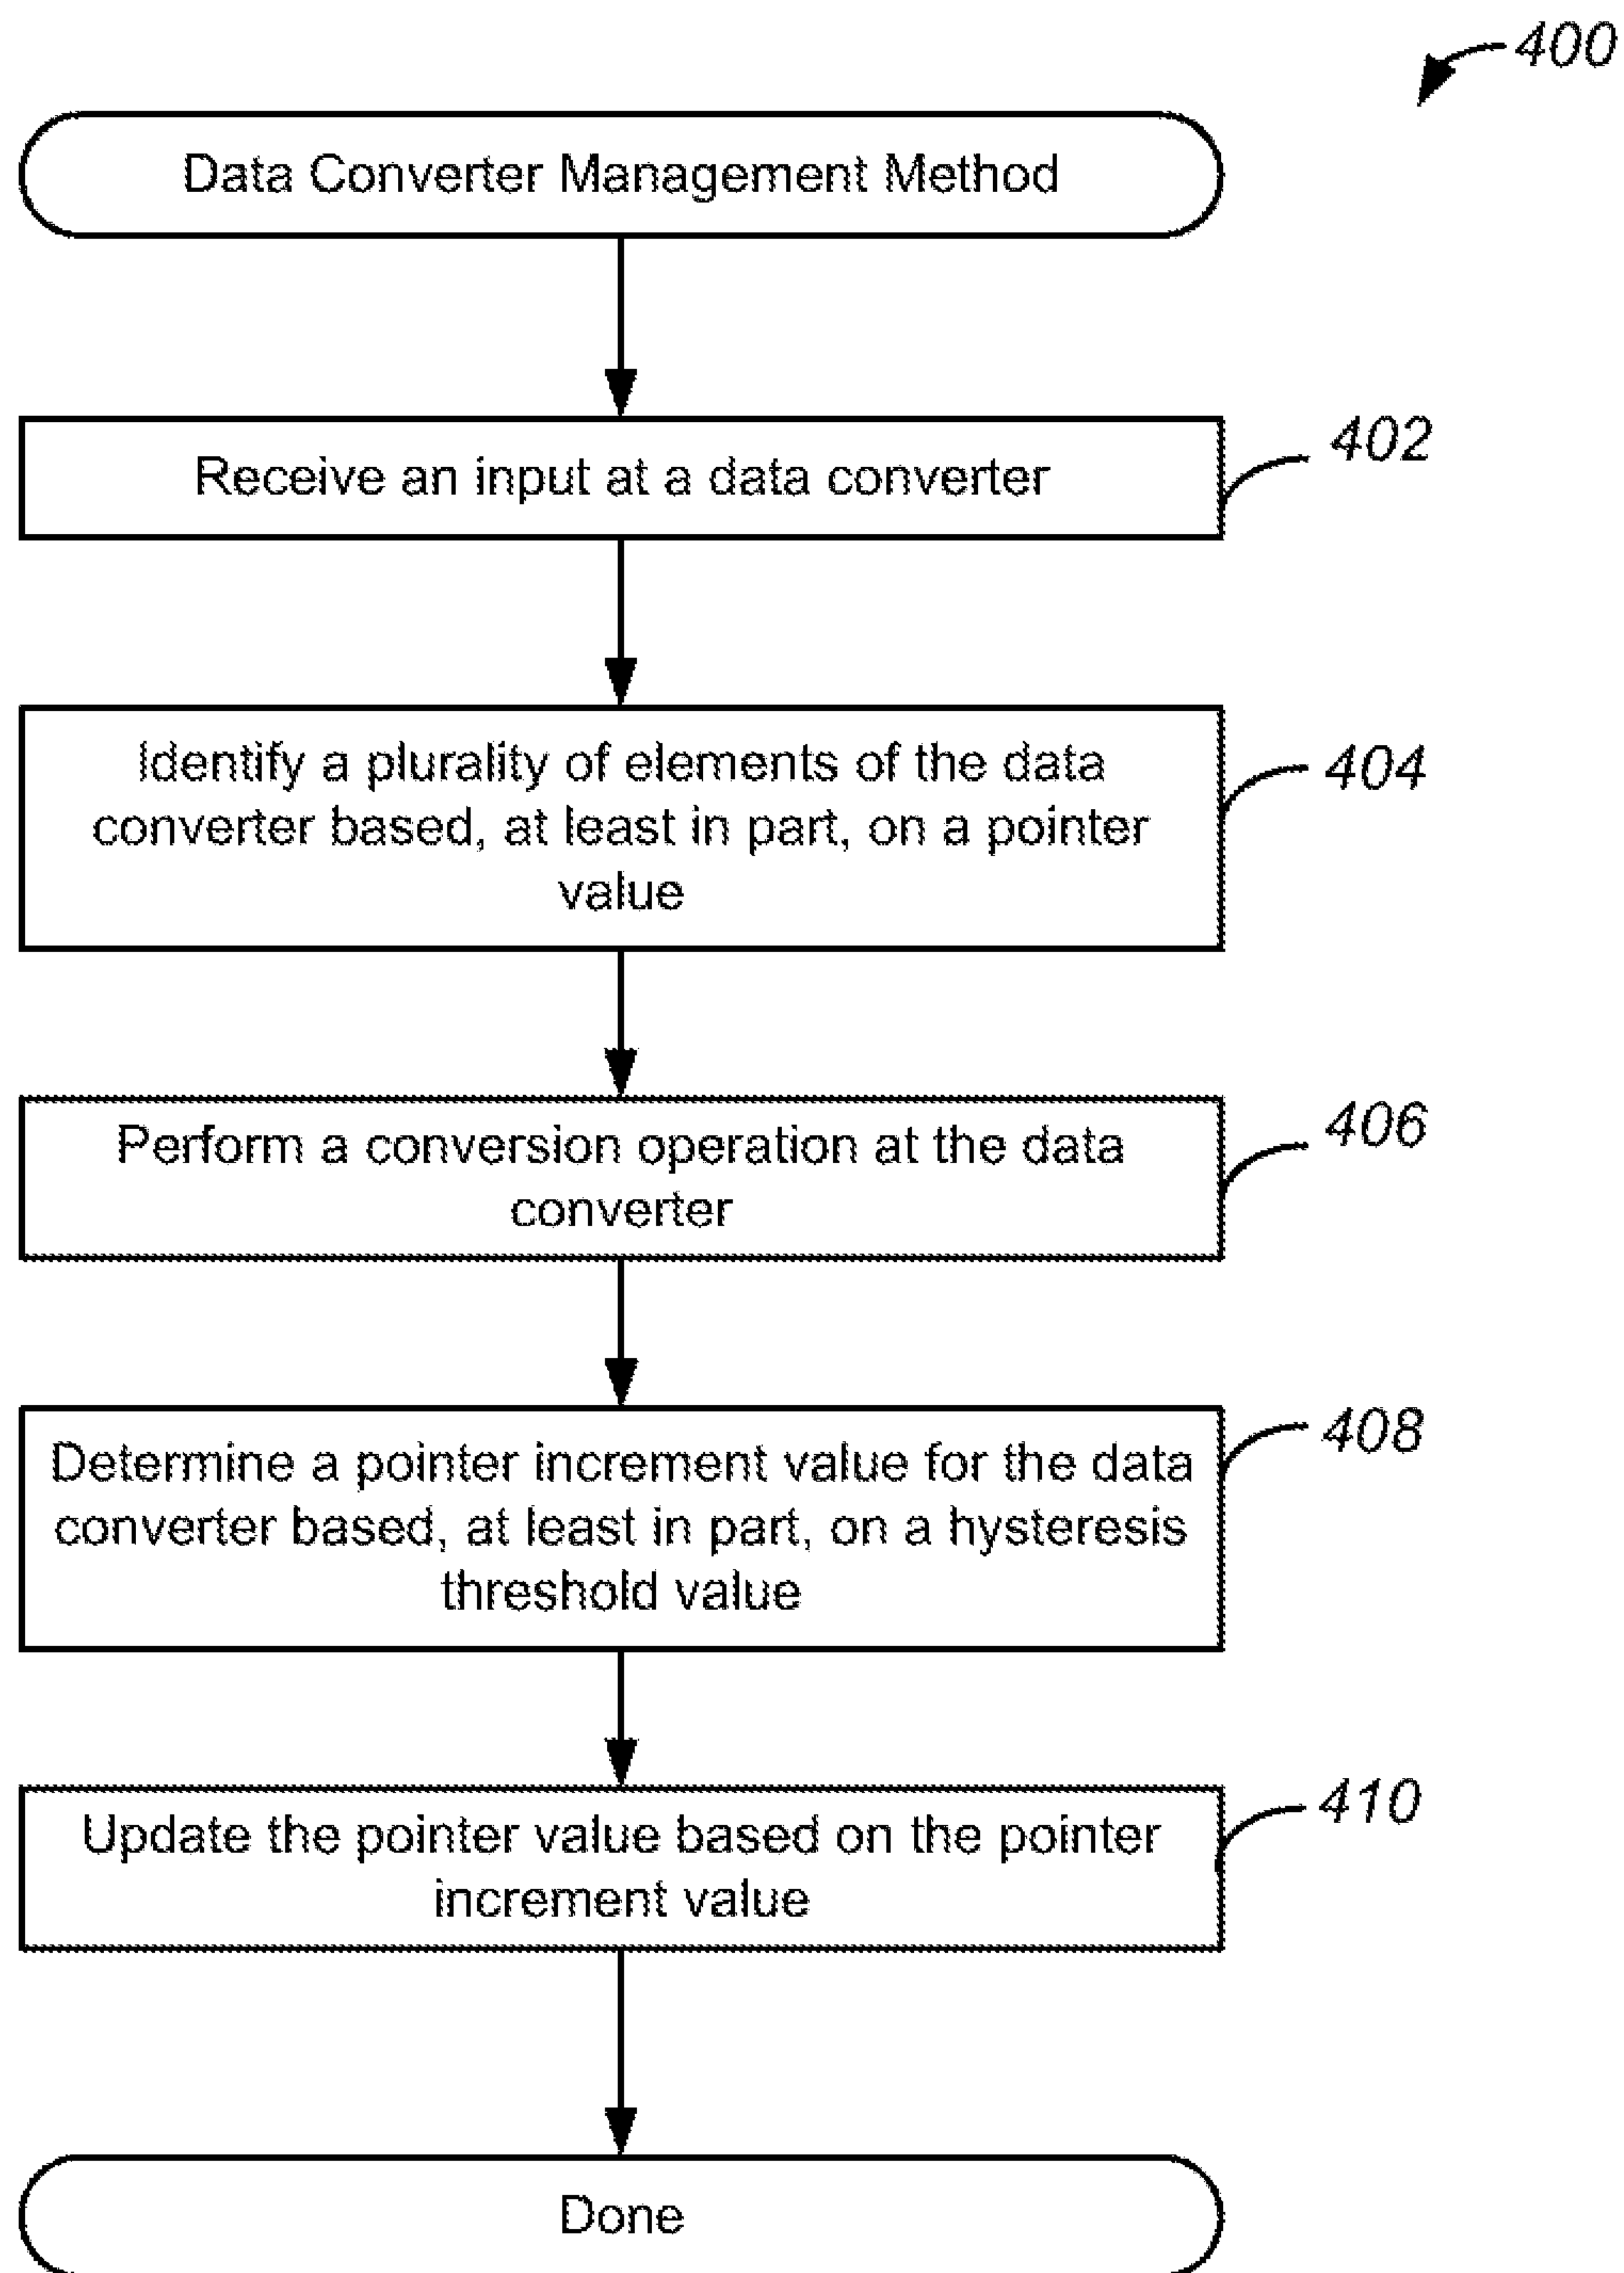 400
Data Converter Management Method
Receive an input at a data converter
402
Identify a plurality of elements of the data
converter based, at least in part, on a pointer
value
404
Perform a conversion operation at the data
converter
406
Determine a pointer increment value for the data
converter based, at least in part, on a hysteresis
threshold value
408
Update the pointer value based on the pointer
increment value
410
Done